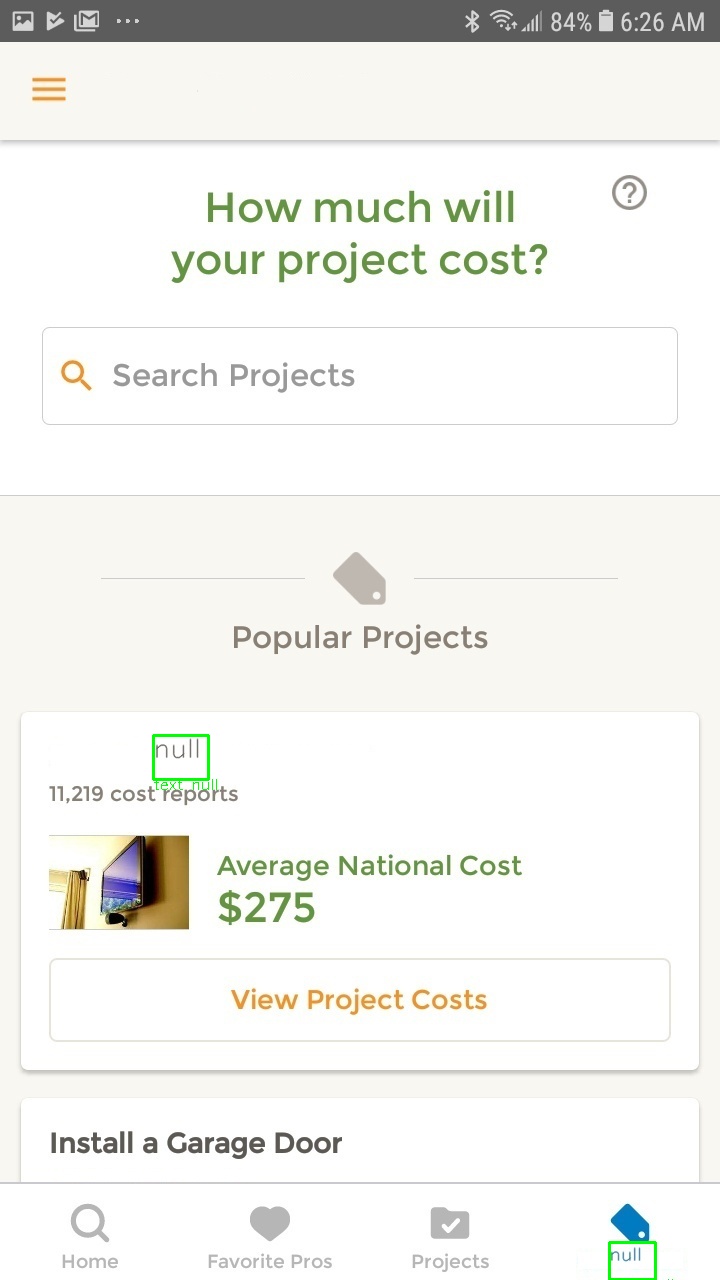 84% 6:26 AM
How much will
your project cost?
Search Projects
Popular Projects
null
text_null
11,219 cost reports
Average National Cost
$275
View Project Costs
Install a Garage Door
Home
Favorite Pros
Projects
null